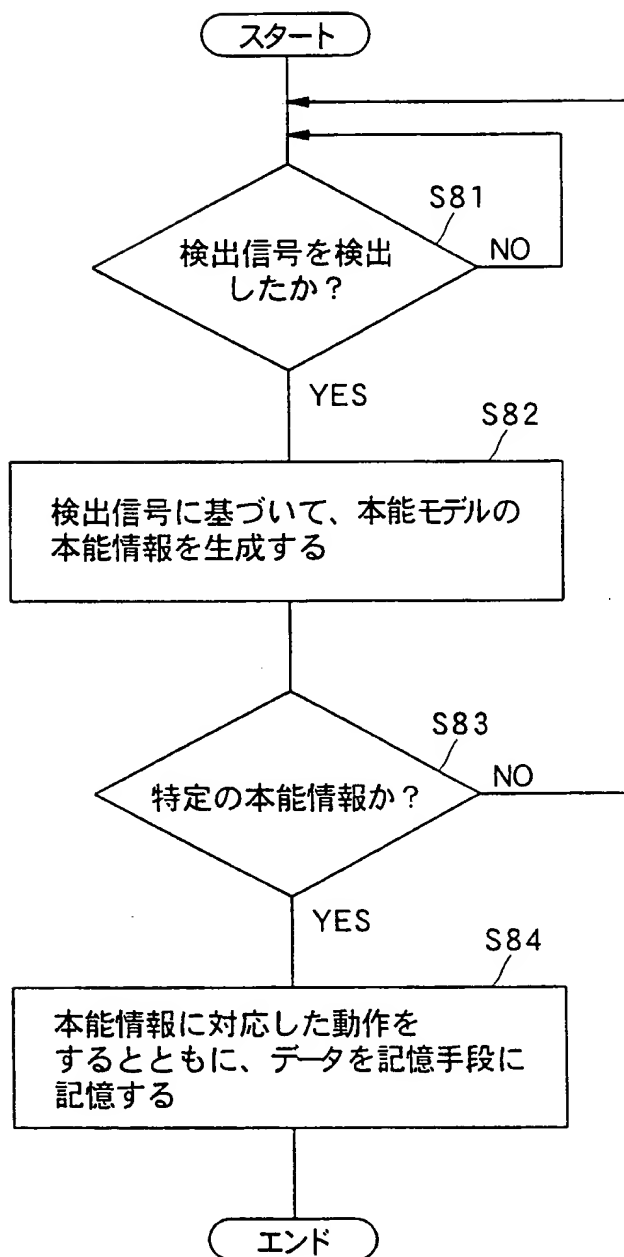 スタート
S81
検出信号を検出
したか？
NO
YES
S82
検出信号に基づいて、本能モデルの
本能情報を生成する
S83
特定の本能情報か？
NO
YES
S84
本能情報に対応した動作を
するとともに、データを記憶手段に
記憶する
エンド